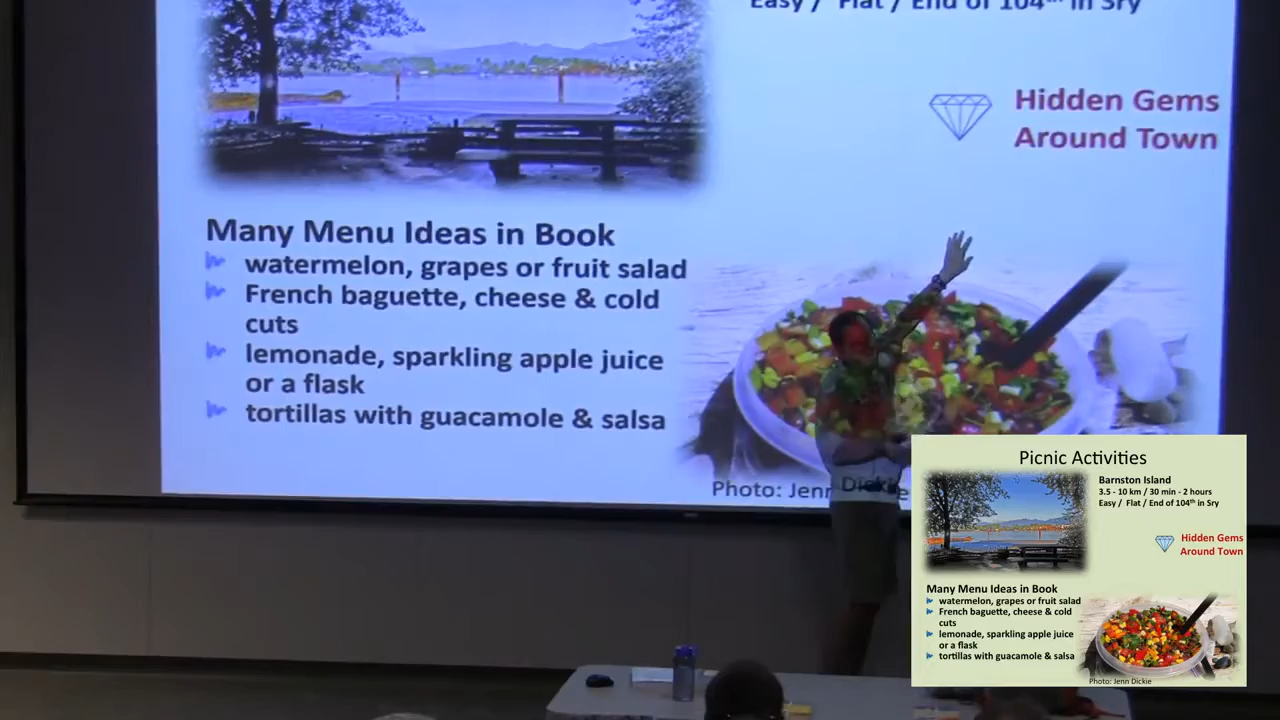 Easy / Flat / End of 104th in Sry
Hidden Gems
Around Town
Many Menu Ideas in Book
watermelon, grapes or fruit salad
French baguette, cheese & cold
cuts
lemonade, sparkling apple juice
or a flask
tortillas with guacamole & salsa
Photo: Jenn Dickie
Picnic Activities
Barnston Island
3.5 - 10 km / 30 min - 2 hours
Easy / Flat / End of 104th in Sry
Hidden Gems
Around Town
Many Menu Ideas in Book
watermelon, grapes or fruit salad
French baguette, cheese & cold
cuts
lemonade, sparkling apple juice
or a flask
tortillas with guacamole & salsa
Photo: Jenn Dickie